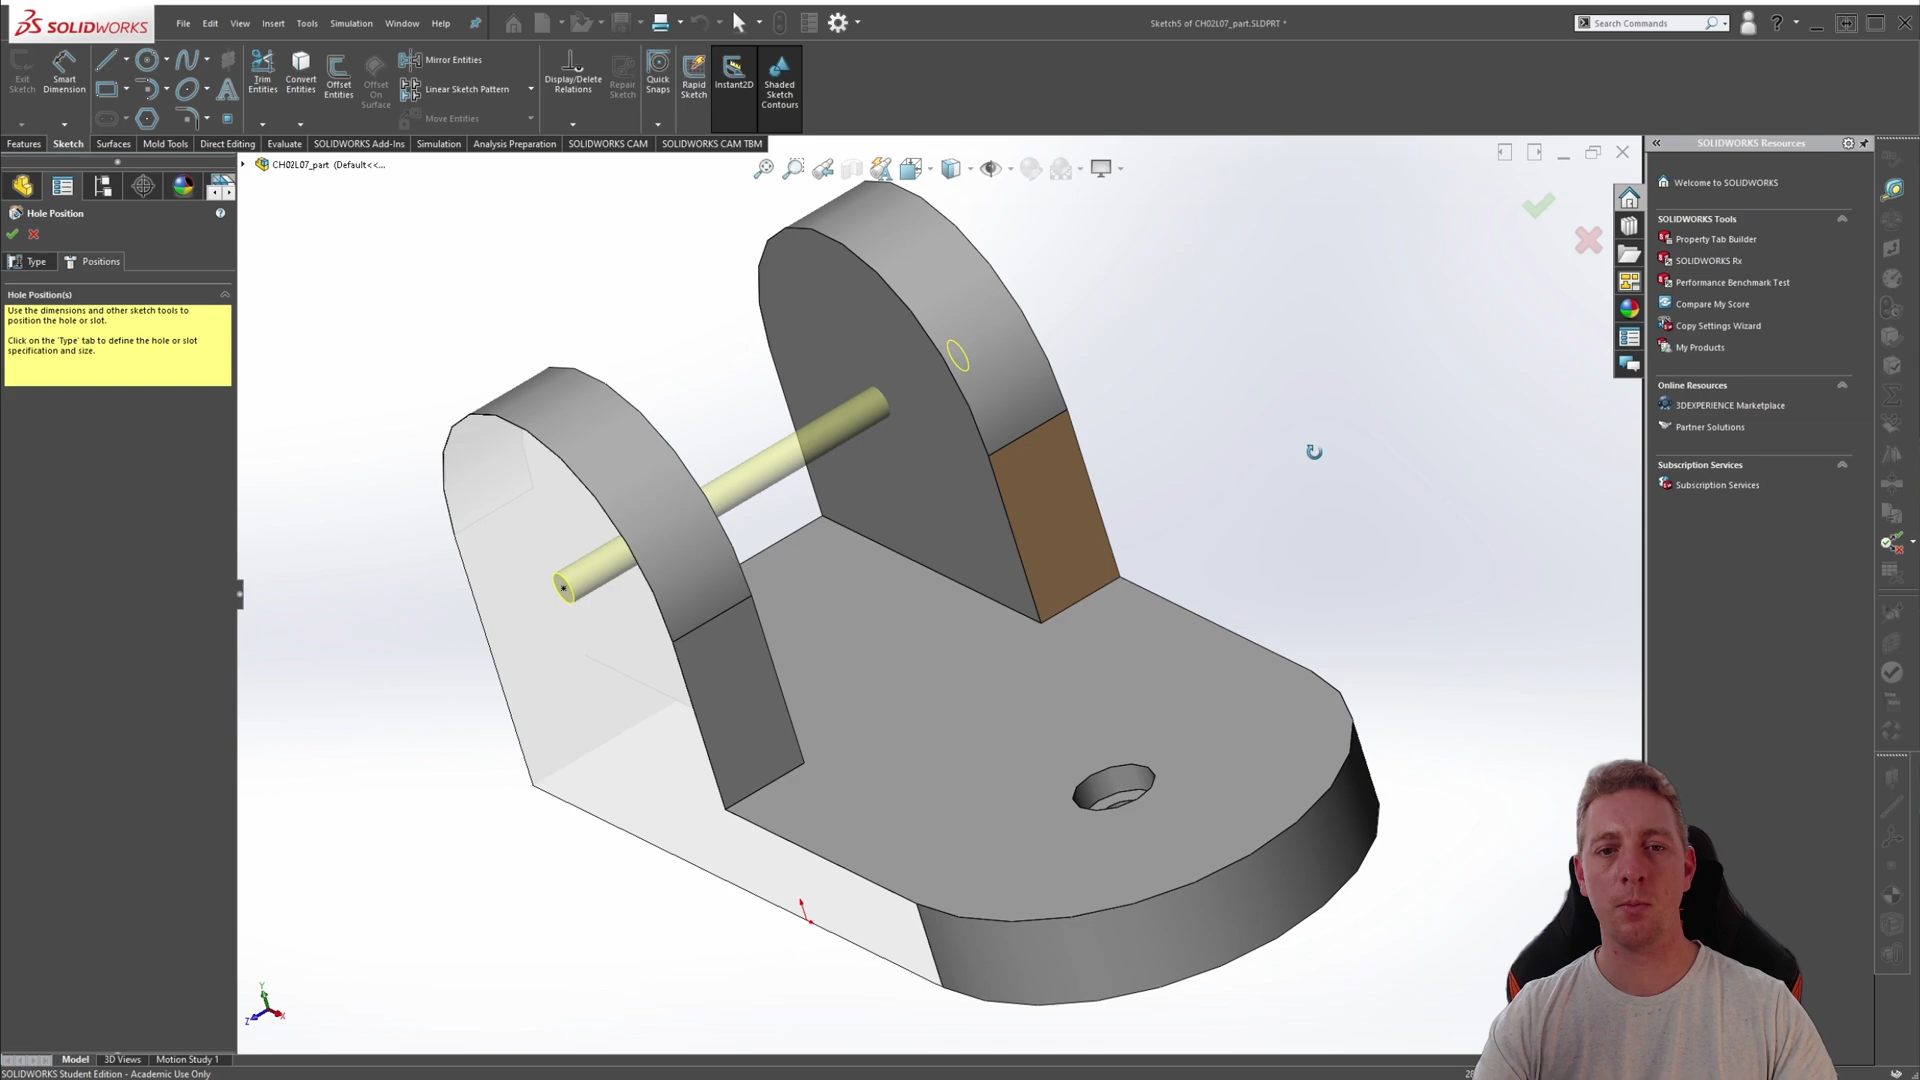 SOLIDWORKS
File Edit View Insert Tools Simulation Window Help
Sketch5 of CH02L07_part.SLDPRT *
Search Commands
Exit Sketch
Smart Dimension
Trim Entities
Convert Entities
Offset Entities
Offset On Surface
Mirror Entities
Linear Sketch Pattern
Move Entities
Display/Delete Relations
Repair Sketch
Quick Snaps
Rapid Sketch
Instant2D
Shaded Sketch Contours
Features Sketch Surfaces Mold Tools Direct Editing Evaluate SOLIDWORKS Add-Ins Simulation Analysis Preparation SOLIDWORKS CAM SOLIDWORKS CAM TBM
CH02L07_part (Default<<...
Hole Position
Type Positions
Hole Position(s)
Use the dimensions and other sketch tools to
position the hole or slot.
Click on the 'Type' tab to define the hole or slot
specification and size.
SOLIDWORKS Resources
Welcome to SOLIDWORKS
SOLIDWORKS Tools
Property Tab Builder
SOLIDWORKS Rx
Performance Benchmark Test
Compare My Score
Copy Settings Wizard
My Products
Online Resources
3DEXPERIENCE Marketplace
Partner Solutions
Subscription Services
Subscription Services
Y
Z
X
Model 3D Views Motion Study 1
SOLIDWORKS Student Edition - Academic Use Only